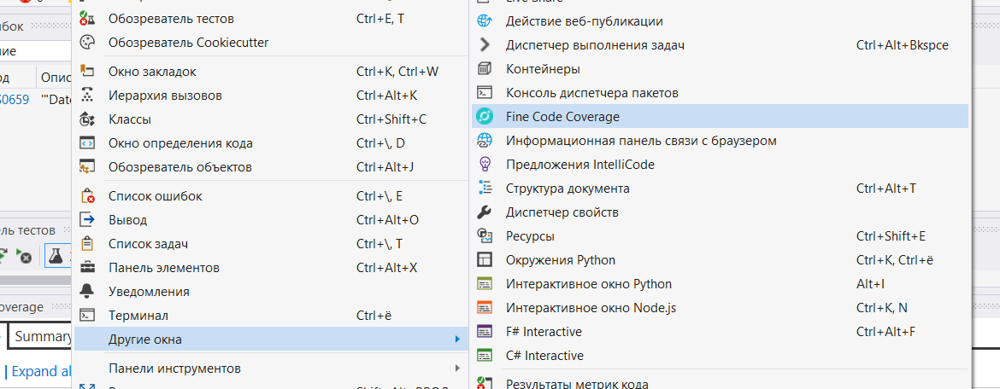 Обозреватель тестов Ctrl+E, T
Обозреватель Cookiecutter
Окно закладок Ctrl+K, Ctrl+W
Иерархия вызовов Ctrl+Alt+K
Классы Ctrl+Shift+C
Окно определения кода Ctrl+\, D
Обозреватель объектов Ctrl+Alt+J
Список ошибок Ctrl+\, E
Вывод Ctrl+Alt+O
Список задач Ctrl+\, T
Панель элементов Ctrl+Alt+X
Уведомления
Терминал Ctrl+ё
Другие окна
Панели инструментов
Live Share
Действие веб-публикации
Диспетчер выполнения задач Ctrl+Alt+Bkspce
Контейнеры
Консоль диспетчера пакетов
Fine Code Coverage
Информационная панель связи с браузером
Предложения IntelliCode
Структура документа Ctrl+Alt+T
Диспетчер свойств
Ресурсы Ctrl+Shift+E
Окружения Python Ctrl+K, Ctrl+ё
Интерактивное окно Python Alt+I
Интерактивное окно Node.js Ctrl+K, N
F# Interactive Ctrl+Alt+F
C# Interactive
Результаты метрик кода
бок
ние
од Опис
S0659 "'Date
ль тестов
overage
Summary
| Expand al